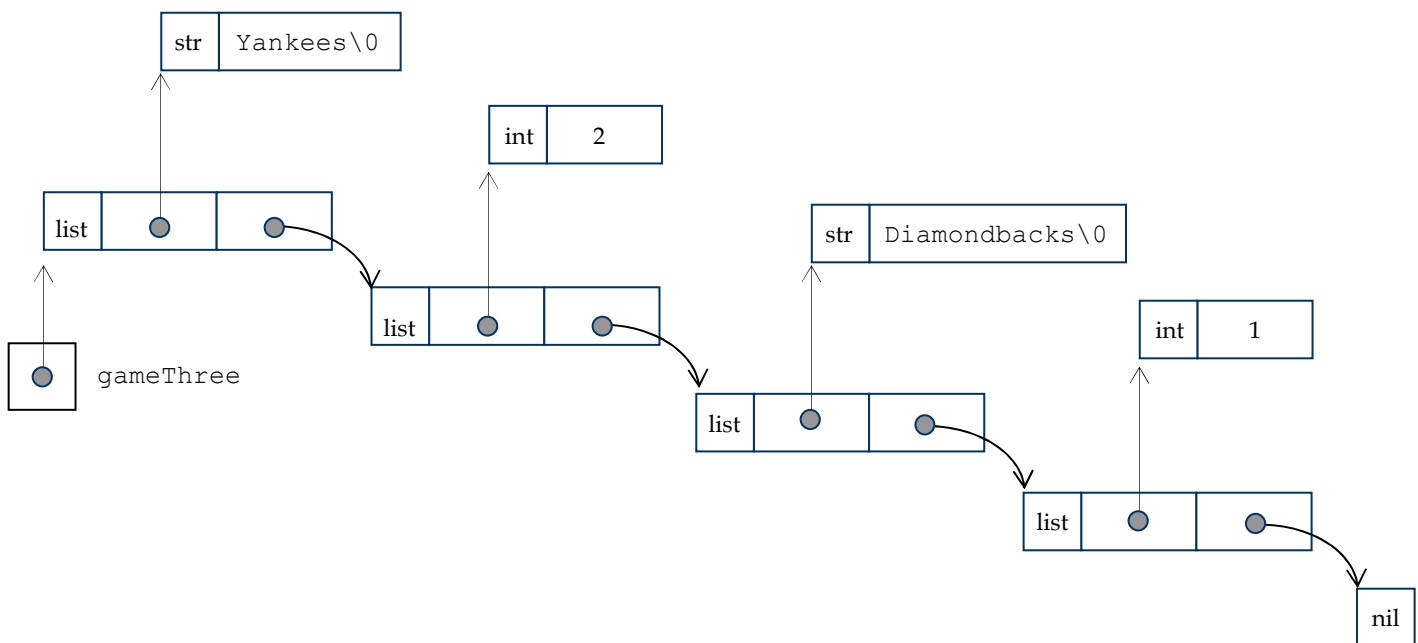 str Yankees\0
int 2
list
str Diamondbacks\0
list
int 1
gameThree
list
list
nil